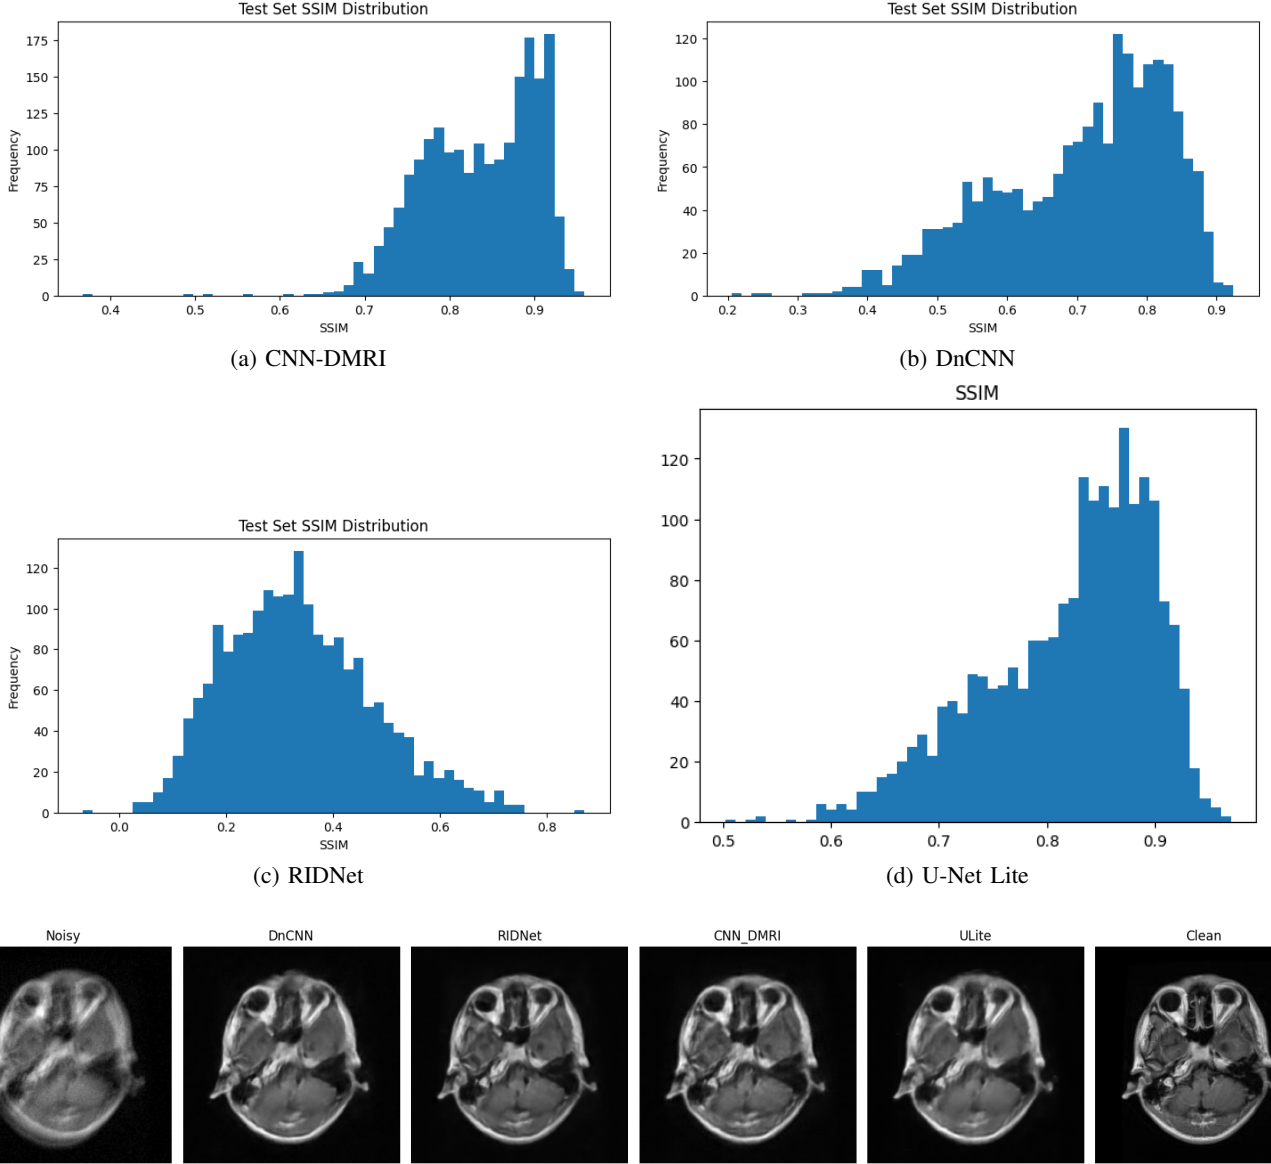 Test Set SSIM Distribution
Frequency
175
150
125
100
75
50
25
0
0.4 0.5 0.6 0.7 0.8 0.9
SSIM
(a) CNN-DMRI
Test Set SSIM Distribution
Frequency
120
100
80
60
40
20
0
0.2 0.3 0.4 0.5 0.6 0.7 0.8 0.9
SSIM
(b) DnCNN
Test Set SSIM Distribution
Frequency
120
100
80
60
40
20
0
0.0 0.2 0.4 0.6 0.8
SSIM
(c) RIDNet
SSIM
120
100
80
60
40
20
0
0.5 0.6 0.7 0.8 0.9
(d) U-Net Lite
Noisy DnCNN RIDNet CNN_DMRI ULite Clean